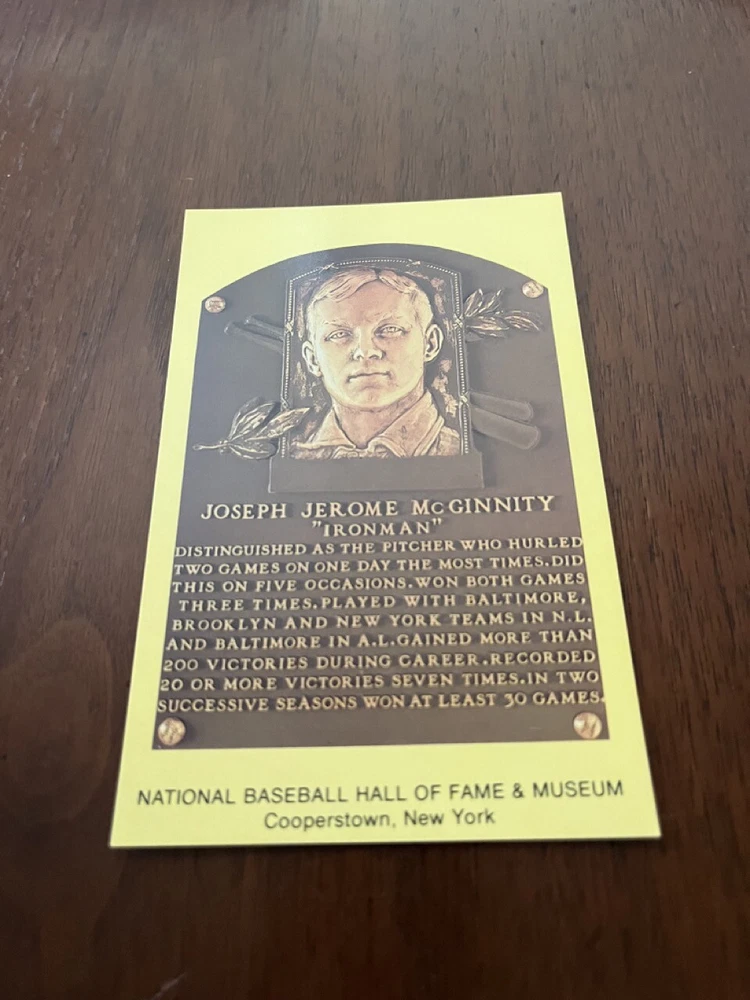 JOSEPH JEROME McGINNITY
"IRONMAN"
DISTINGUISHED AS THE PITCHER WHO HURLED
TWO GAMES ON ONE DAY THE MOST TIMES. DID
THIS ON FIVE OCCASIONS. WON BOTH GAMES
THREE TIMES. PLAYED WITH BALTIMORE,
BROOKLYN AND NEW YORK TEAMS IN N.L.
AND BALTIMORE IN A.L. GAINED MORE THAN
200 VICTORIES DURING CAREER. RECORDED
20 OR MORE VICTORIES SEVEN TIMES. IN TWO
SUCCESSIVE SEASONS WON AT LEAST 30 GAMES.
NATIONAL BASEBALL HALL OF FAME & MUSEUM
Cooperstown, New York